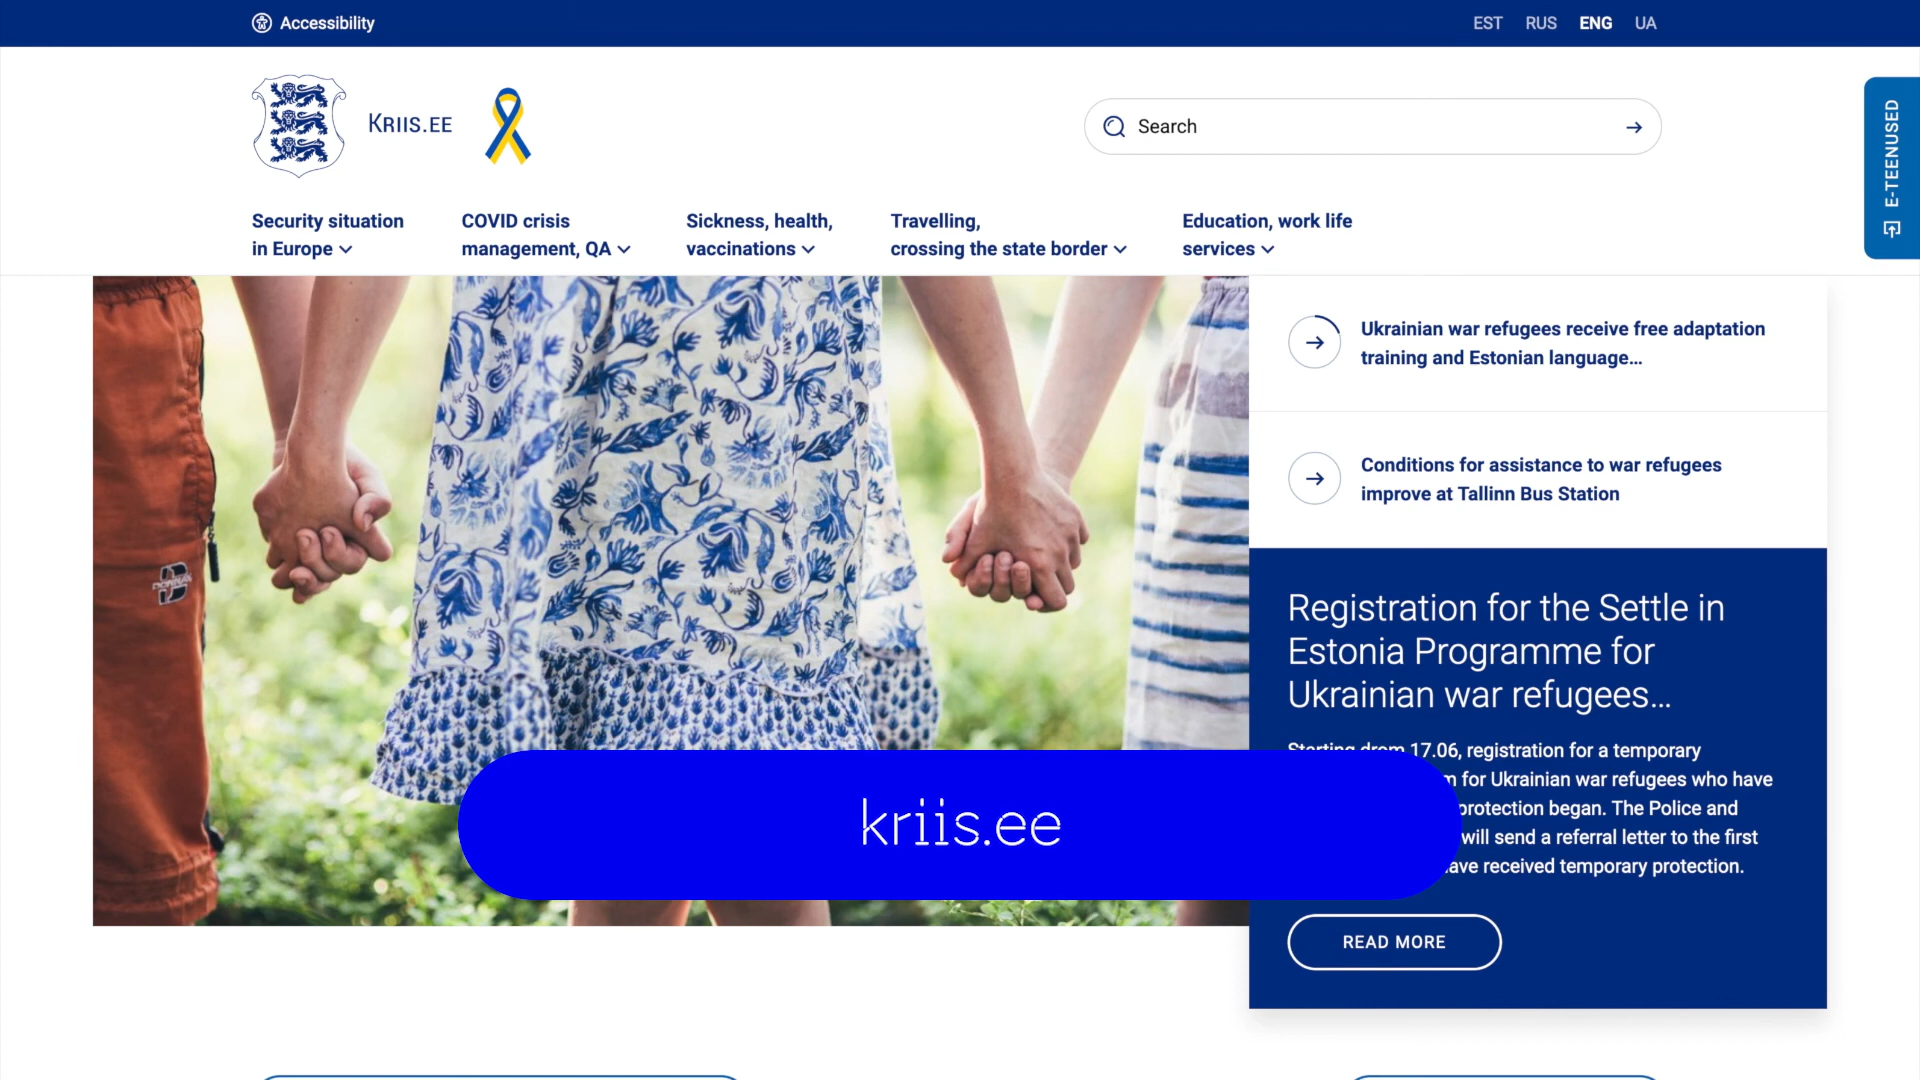 Accessibility
EST RUS ENG UA
KRIIS.EE
Search
E-TEENUSED
Security situation
in Europe
COVID crisis
management, QA
Sickness, health,
vaccinations
Travelling,
crossing the state border
Education, work life
services
Ukrainian war refugees receive free adaptation
training and Estonian language...
Conditions for assistance to war refugees
improve at Tallinn Bus Station
Registration for the Settle in
Estonia Programme for
Ukrainian war refugees...
Starting drom 17.06, registration for a temporary
for Ukrainian war refugees who have
protection began. The Police and
will send a referral letter to the first
received temporary protection.
kriis.ee
READ MORE